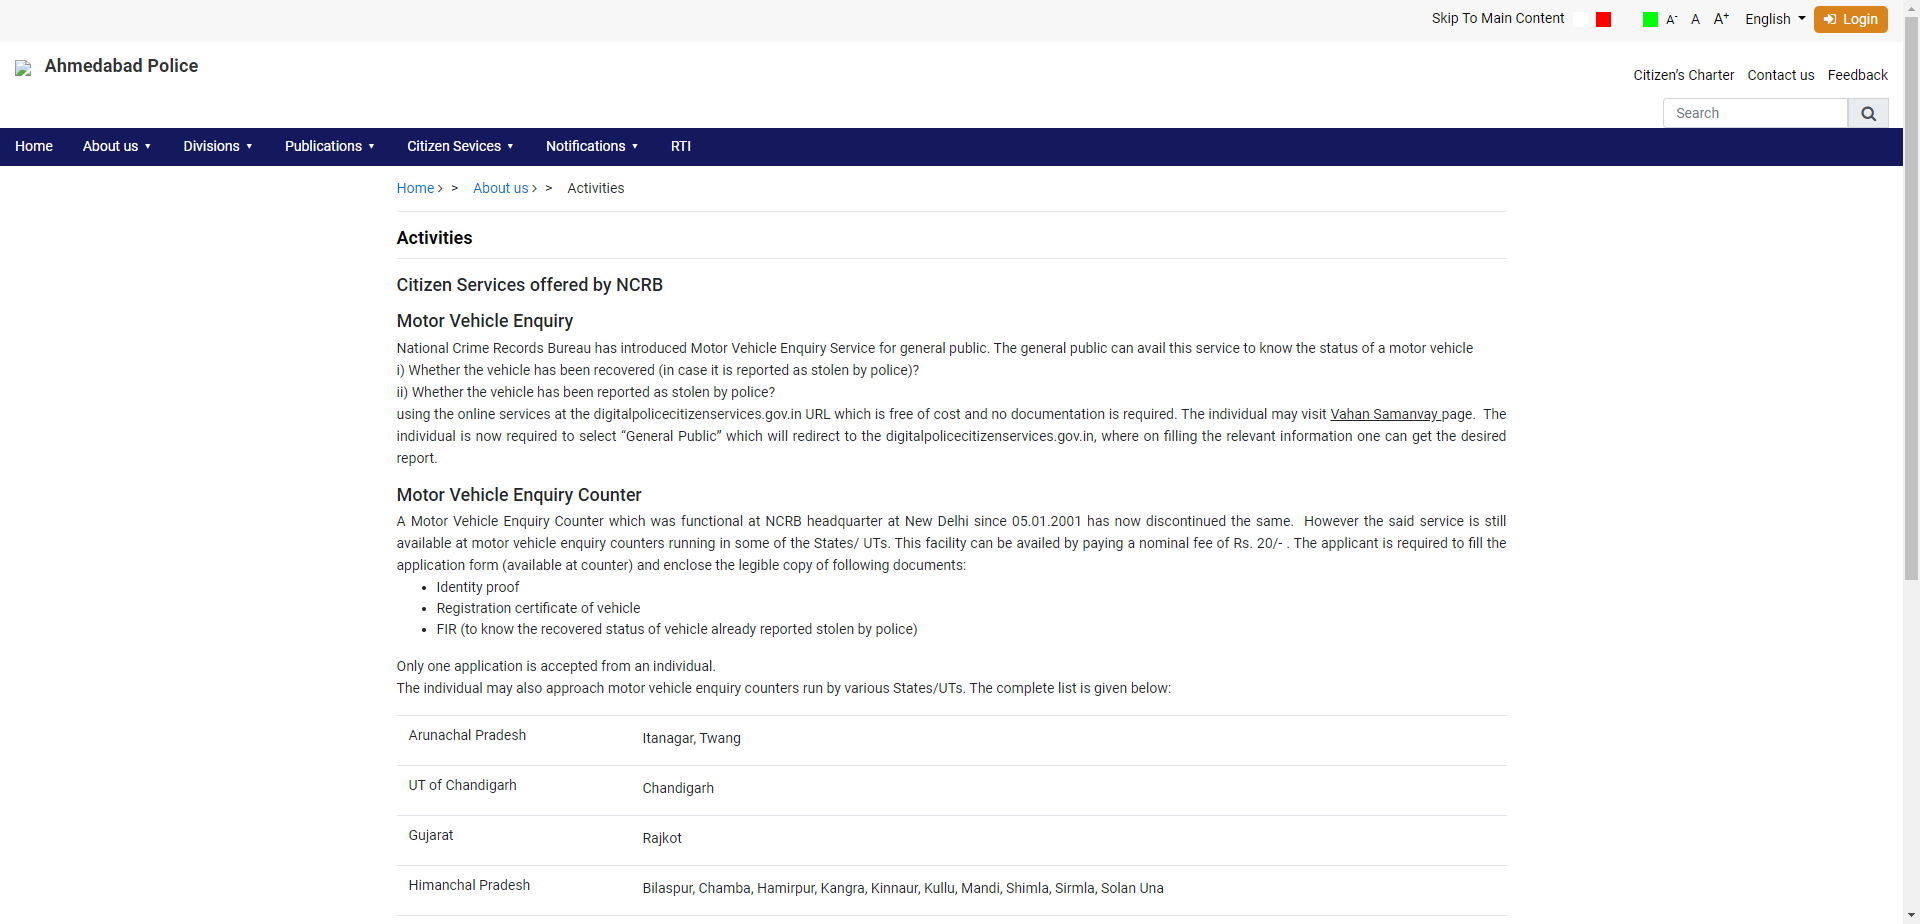 Skip To Main Content A- A A+ English Login
Ahmedabad Police
Citizen's Charter Contact us Feedback
Search
Home About us Divisions Publications Citizen Sevices Notifications RTI
Home > About us > Activities
Activities
Citizen Services offered by NCRB
Motor Vehicle Enquiry
National Crime Records Bureau has introduced Motor Vehicle Enquiry Service for general public. The general public can avail this service to know the status of a motor vehicle
i) Whether the vehicle has been recovered (in case it is reported as stolen by police)?
ii) Whether the vehicle has been reported as stolen by police?
using the online services at the digitalpolicecitizenservices.gov.in URL which is free of cost and no documentation is required. The individual may visit Vahan Samanvay page. The
individual is now required to select “General Public” which will redirect to the digitalpolicecitizenservices.gov.in, where on filling the relevant information one can get the desired
report.
Motor Vehicle Enquiry Counter
A Motor Vehicle Enquiry Counter which was functional at NCRB headquarter at New Delhi since 05.01.2001 has now discontinued the same. However the said service is still
available at motor vehicle enquiry counters running in some of the States/ UTs. This facility can be availed by paying a nominal fee of Rs. 20/- . The applicant is required to fill the
application form (available at counter) and enclose the legible copy of following documents:
• Identity proof
• Registration certificate of vehicle
• FIR (to know the recovered status of vehicle already reported stolen by police)
Only one application is accepted from an individual.
The individual may also approach motor vehicle enquiry counters run by various States/UTs. The complete list is given below:
Arunachal Pradesh Itanagar, Twang
UT of Chandigarh Chandigarh
Gujarat Rajkot
Himanchal Pradesh Bilaspur, Chamba, Hamirpur, Kangra, Kinnaur, Kullu, Mandi, Shimla, Sirmla, Solan Una